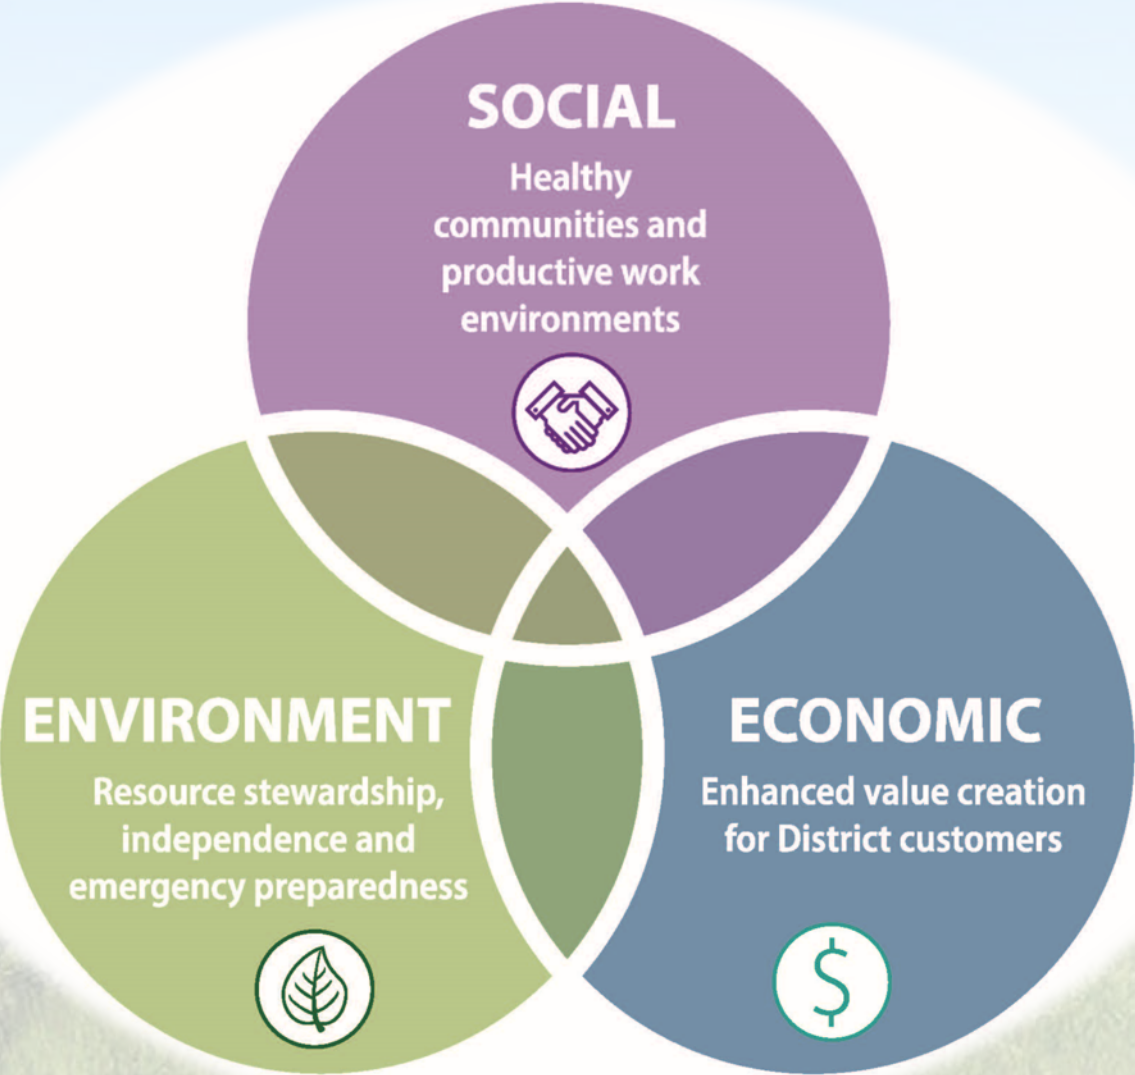 SOCIAL
Healthy
communities and
productive work
environments
ENVIRONMENT
Resource stewardship,
independence and
emergency preparedness
ECONOMIC
Enhanced value creation
for District customers
$